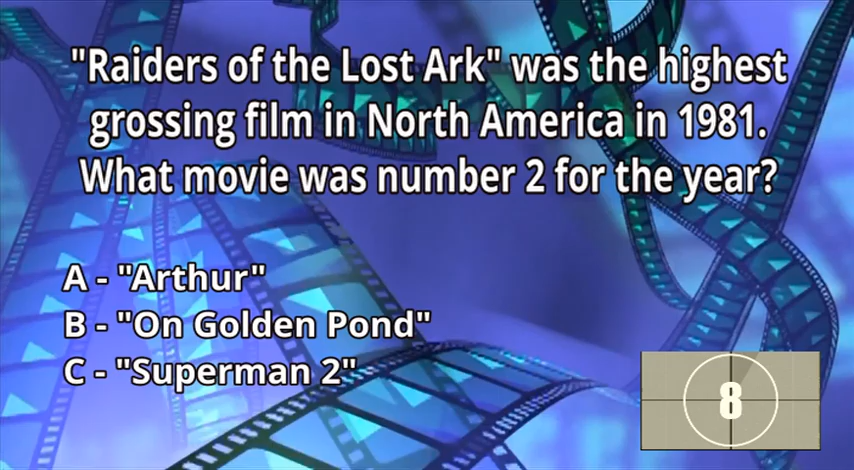 "Raiders of the Lost Ark" was the highest
grossing film in North America in 1981.
What movie was number 2 for the year?
A - "Arthur"
B - "On Golden Pond"
C - "Superman 2"
8